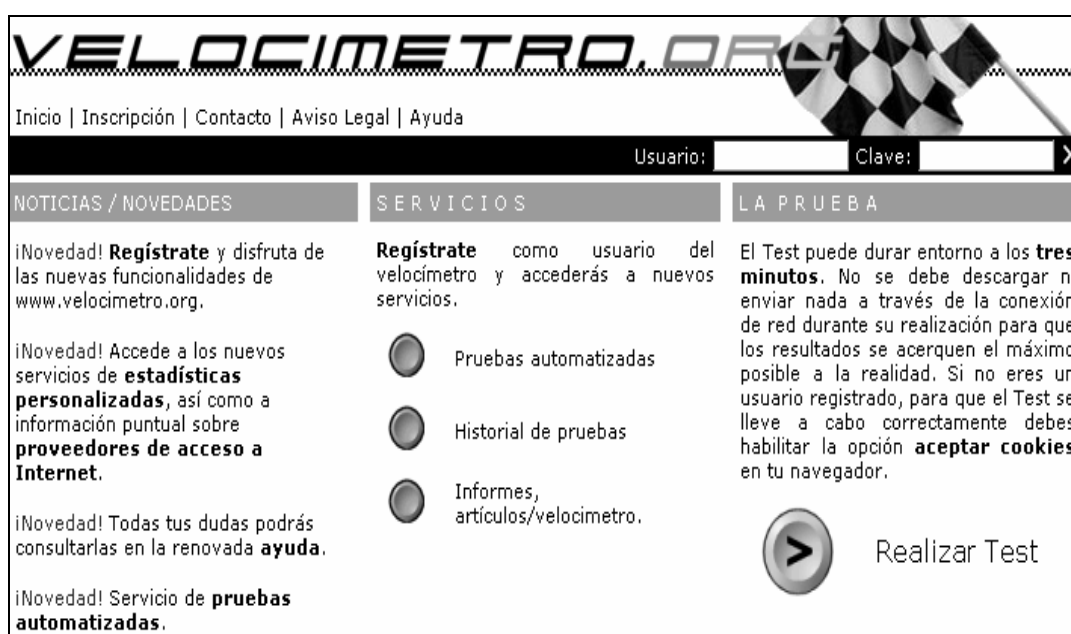 VELOCIMETRO.ORG
Inicio | Inscripción | Contacto | Aviso Legal | Ayuda
Usuario: Clave:
NOTICIAS / NOVEDADES
¡Novedad! Regístrate y disfruta de
las nuevas funcionalidades de
www.velocimetro.org.
¡Novedad! Accede a los nuevos
servicios de estadísticas
personalizadas, así como a
información puntual sobre
proveedores de acceso a
Internet.
¡Novedad! Todas tus dudas podrás
consultarlas en la renovada ayuda.
¡Novedad! Servicio de pruebas
automatizadas.
SERVICIOS
Regístrate como usuario del
velocímetro y accederás a nuevos
servicios.
Pruebas automatizadas
Historial de pruebas
Informes,
artículos/velocimetro.
LA PRUEBA
El Test puede durar entorno a los tres
minutos. No se debe descargar n
enviar nada a través de la conexión
de red durante su realización para que
los resultados se acerquen el máximo
posible a la realidad. Si no eres un
usuario registrado, para que el Test se
lleve a cabo correctamente debes
habilitar la opción aceptar cookies
en tu navegador.
> Realizar Test